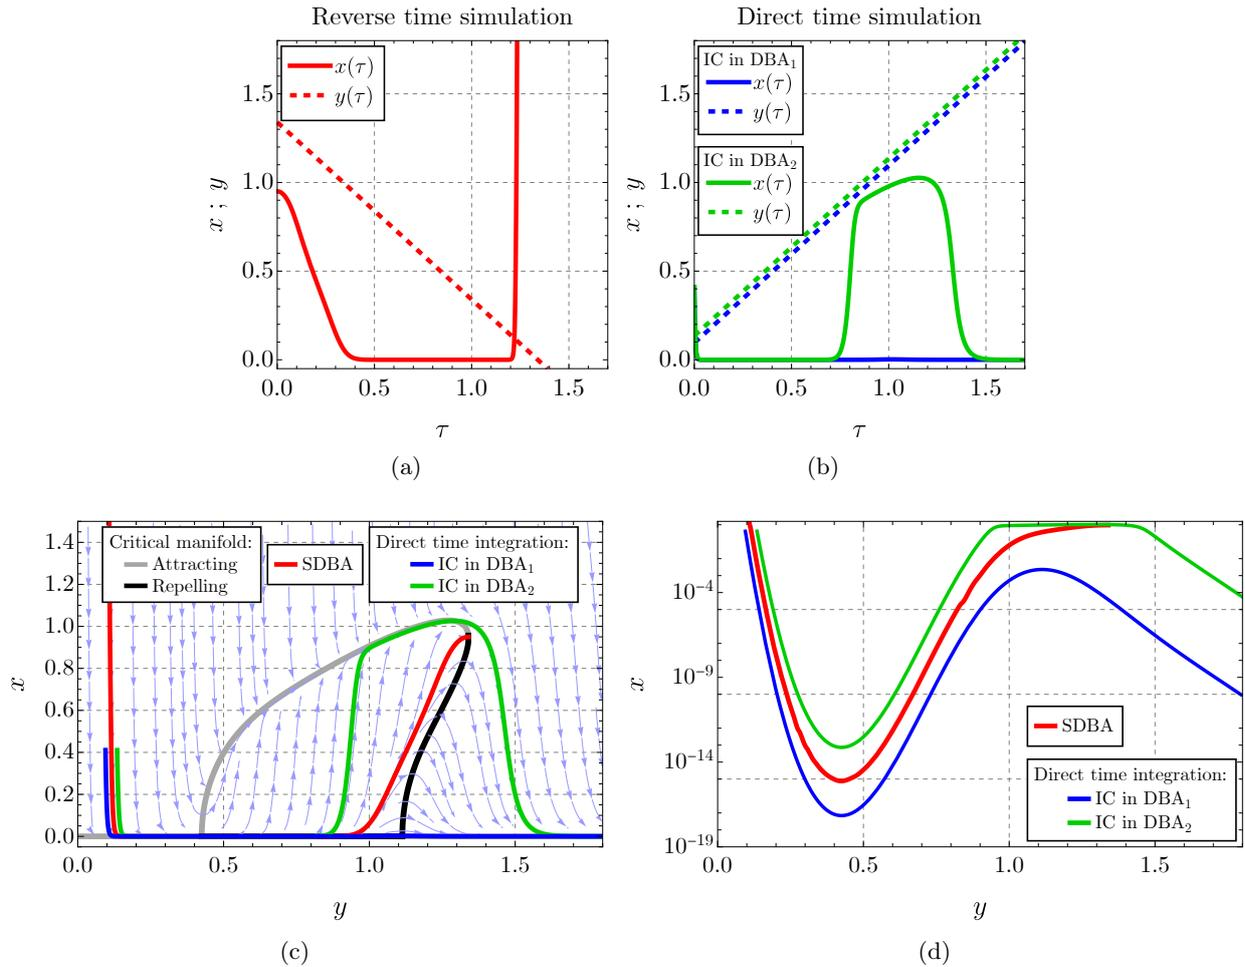 Reverse time simulation
Direct time simulation
x(τ)
y(τ)
x ; y
1.5
1.0
0.5
0.0
0.0
0.5
1.0
1.5
τ
(a)
IC in DBA₁
x(τ)
y(τ)
IC in DBA₂
x(τ)
y(τ)
x ; y
1.5
1.0
0.5
0.0
0.0
0.5
1.0
1.5
τ
(b)
Critical manifold:
Attracting
Repelling
SDBA
Direct time integration:
IC in DBA₁
IC in DBA₂
x
1.4
1.2
1.0
0.8
0.6
0.4
0.2
0.0
0.0
0.5
1.0
1.5
y
(c)
x
10⁻⁴
10⁻⁹
10⁻¹⁴
10⁻¹⁹
SDBA
Direct time integration:
IC in DBA₁
IC in DBA₂
0.0
0.5
1.0
1.5
y
(d)